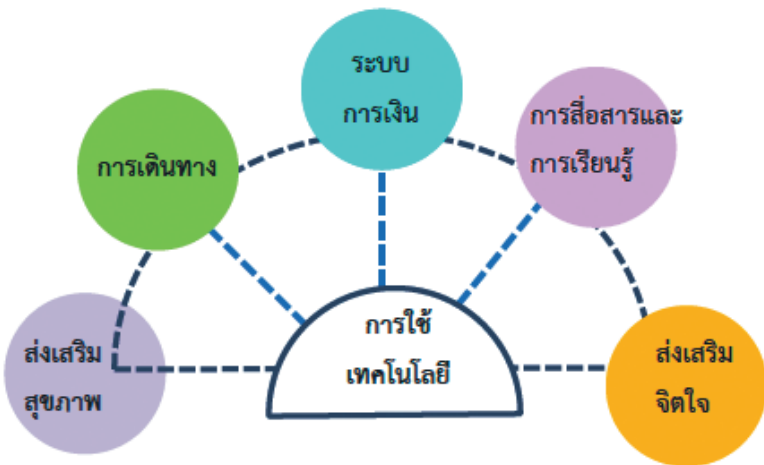 ระบบ
การเงิน
การสื่อสารและ
การเรียนรู้
การเดินทาง
การใช้
เทคโนโลยี
ส่งเสริม
สุขภาพ
ส่งเสริม
จิตใจ